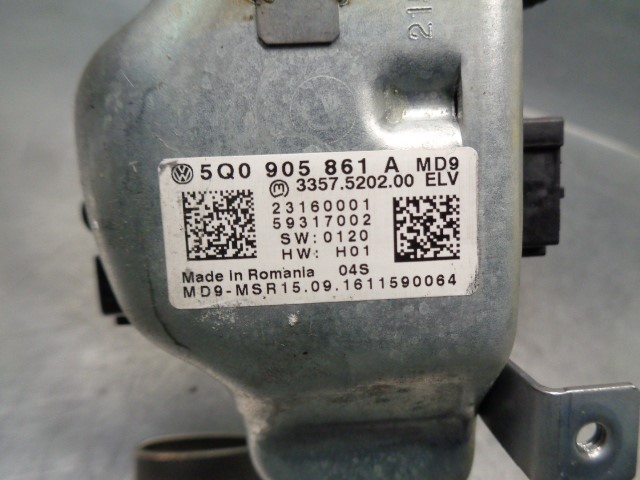 21
5Q0 905 861 A MD9
3357.5202.00 ELV
23160001
59317002
SW: 0120
HW: H01
Made in Romania 04S
MD9-MSR15.09.1611590064